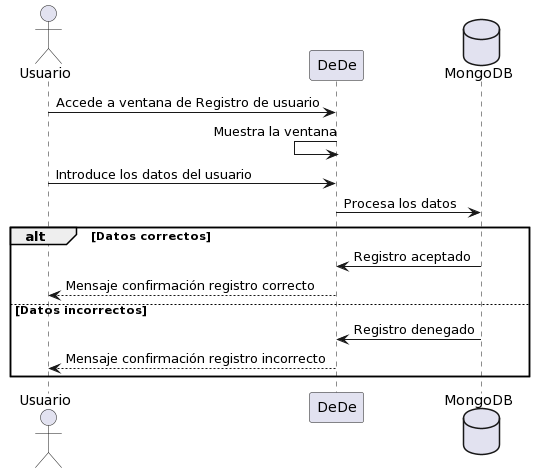 Usuario
DeDe
MongoDB
Accede a ventana de Registro de usuario
Muestra la ventana
Introduce los datos del usuario
Procesa los datos
alt [Datos correctos]
Registro aceptado
Mensaje confirmación registro correcto
[Datos incorrectos]
Registro denegado
Mensaje confirmación registro incorrecto
Usuario
DeDe
MongoDB